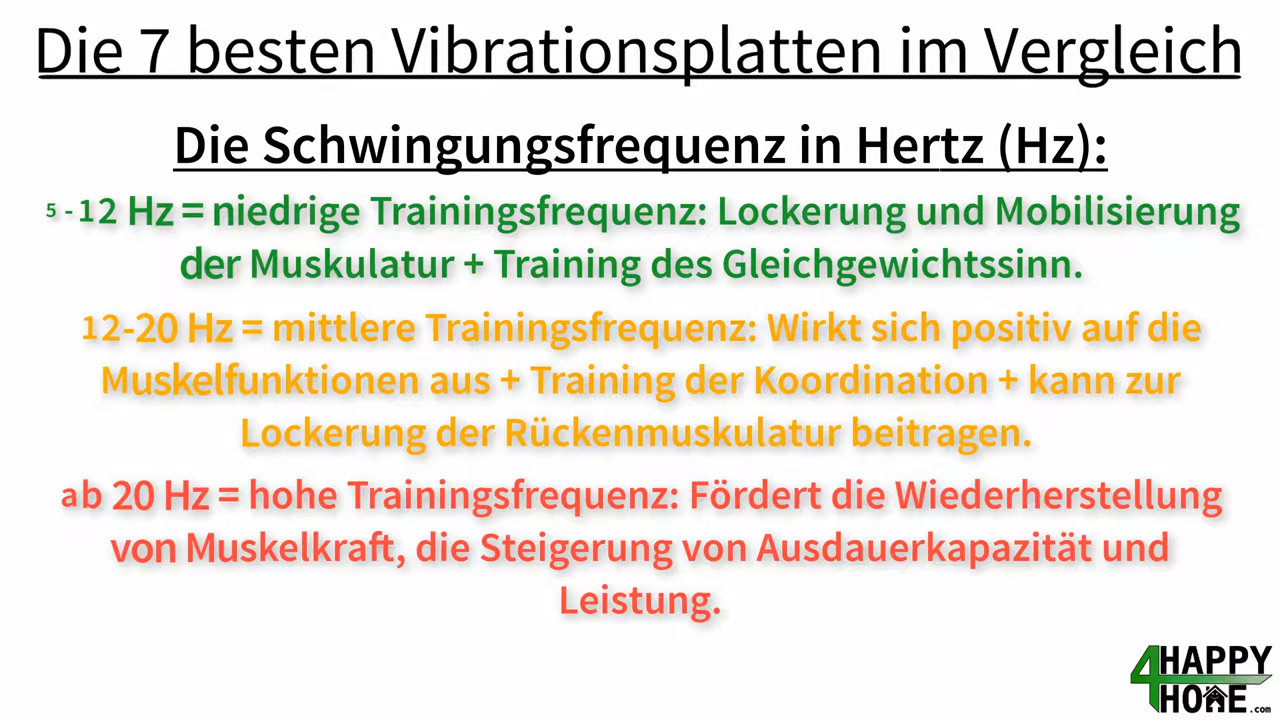 Die 7 besten Vibrationsplatten im Vergleich
Die Schwingungsfrequenz in Hertz (Hz):
5 - 12 Hz = niedrige Trainingsfrequenz: Lockerung und Mobilisierung
der Muskulatur + Training des Gleichgewichtssinn.
12-20 Hz = mittlere Trainingsfrequenz: Wirkt sich positiv auf die
Muskelfunktionen aus + Training der Koordination + kann zur
Lockerung der Rückenmuskulatur beitragen.
ab 20 Hz = hohe Trainingsfrequenz: Fördert die Wiederherstellung
von Muskelkraft, die Steigerung von Ausdauerkapazität und
Leistung.
4HAPPY
HOME.com